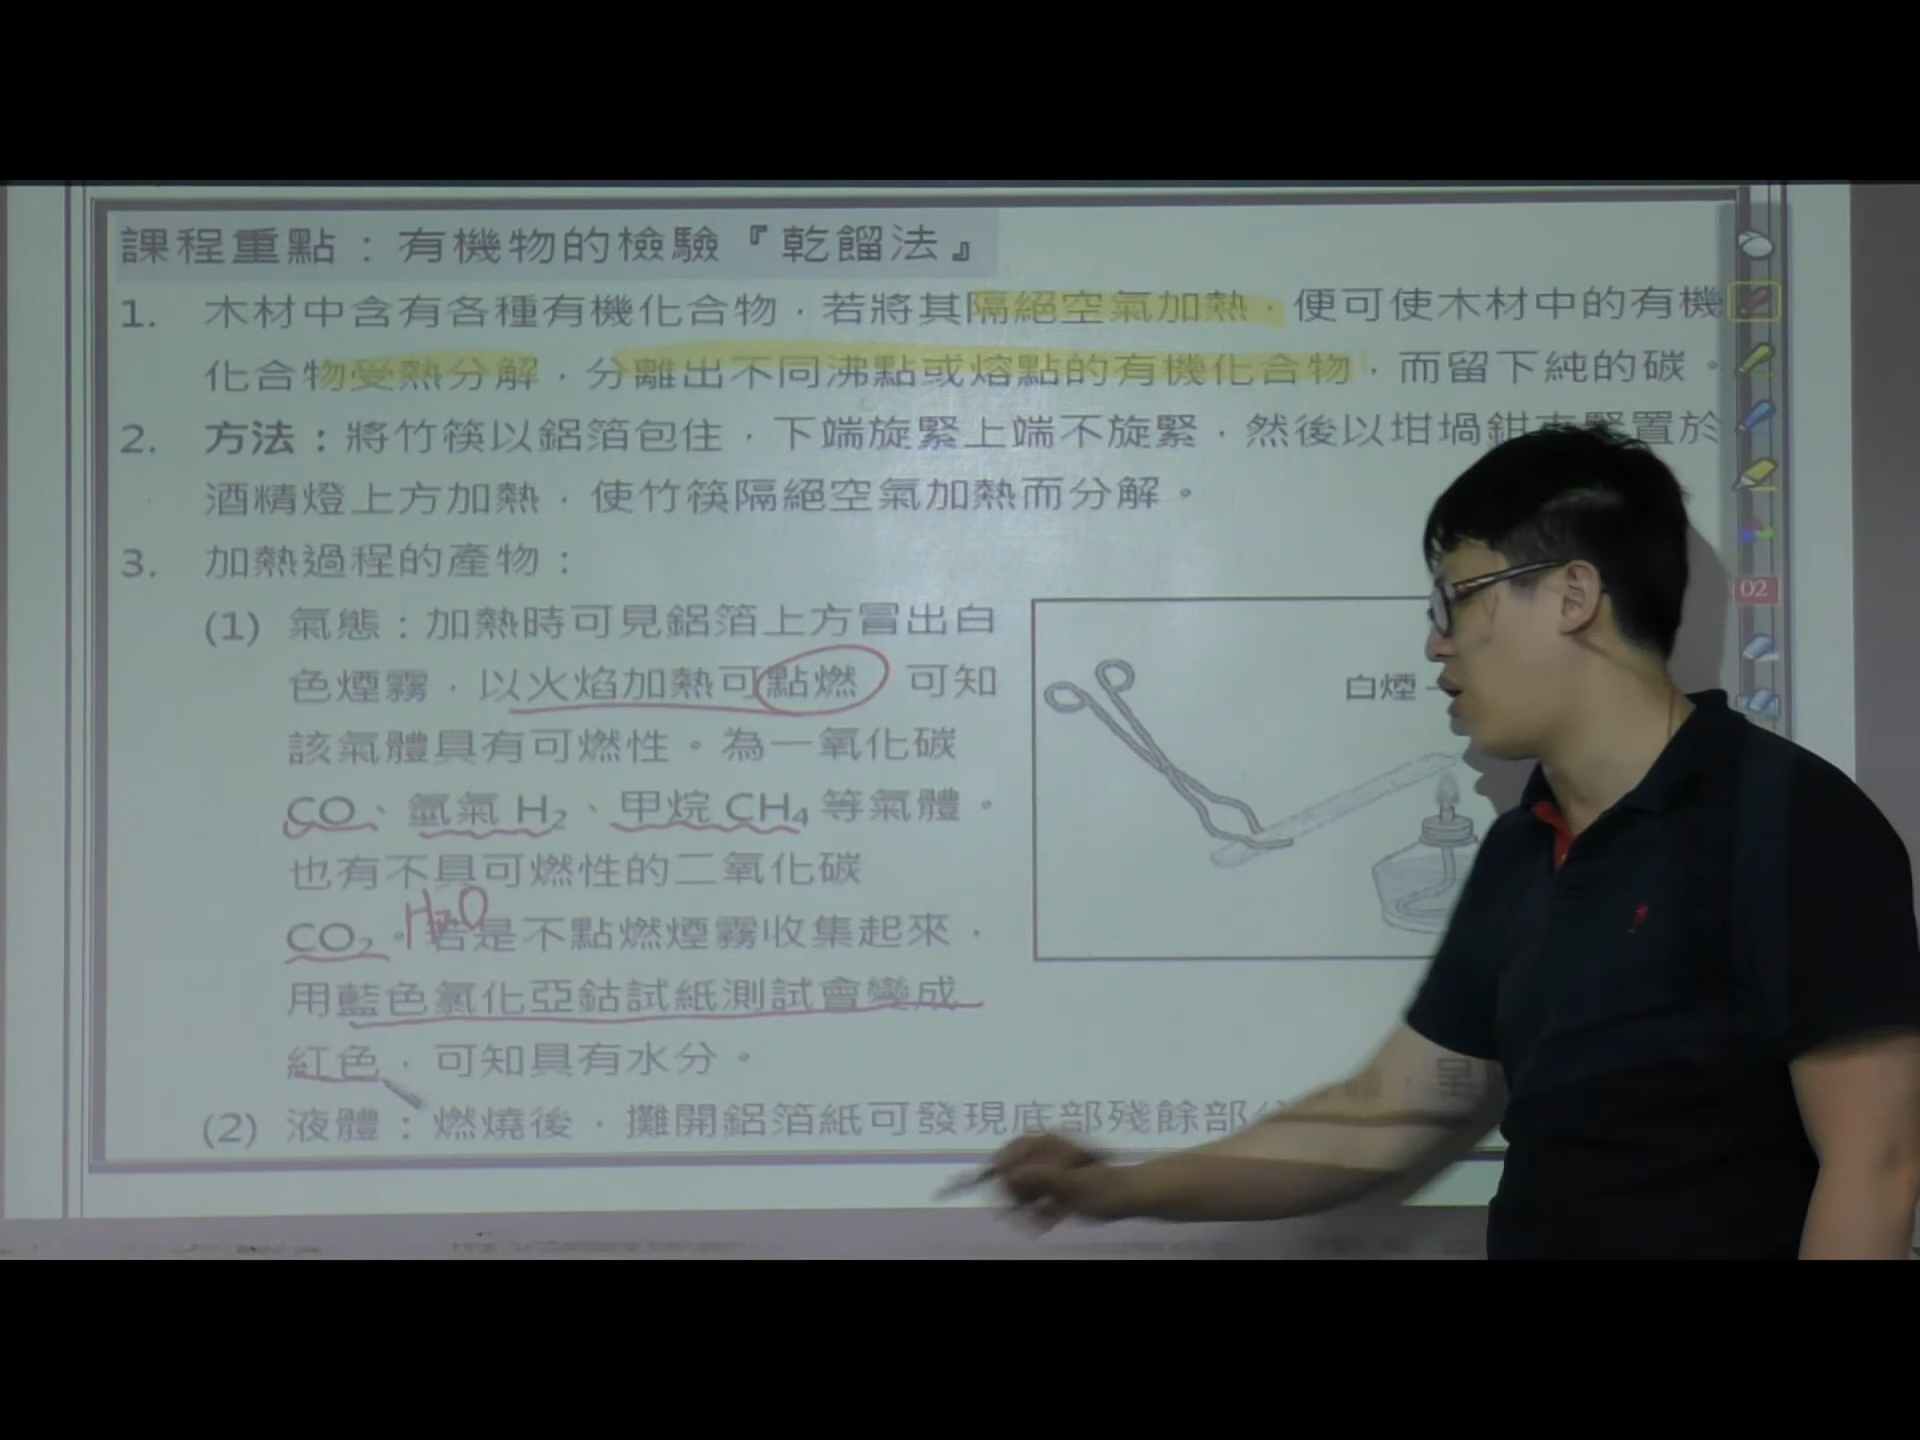 課程重點：有機物的檢驗『乾餾法』
1. 木材中含有各種有機化合物，若將其隔絕空氣加熱，便可使木材中的有機
化合物受熱分解，分離出不同沸點或熔點的有機化合物，而留下純的碳。
2. 方法：將竹筷以鋁箔包住，下端旋緊上端不旋緊，然後以坩堝鉗夾緊置於
酒精燈上方加熱，使竹筷隔絕空氣加熱而分解。
3. 加熱過程的產物：
(1) 氣態：加熱時可見鋁箔上方冒出白
色煙霧，以火焰加熱可點燃 可知
該氣體具有可燃性。為一氧化碳
CO、氫氣 H2、甲烷 CH4 等氣體。
也有不具可燃性的二氧化碳
CO2。若是不點燃煙霧收集起來，
H2O
用藍色氯化亞鈷試紙測試會變成
紅色，可知具有水分。
(2) 液體：燃燒後，攤開鋁箔紙可發現底部殘餘部
白煙
02